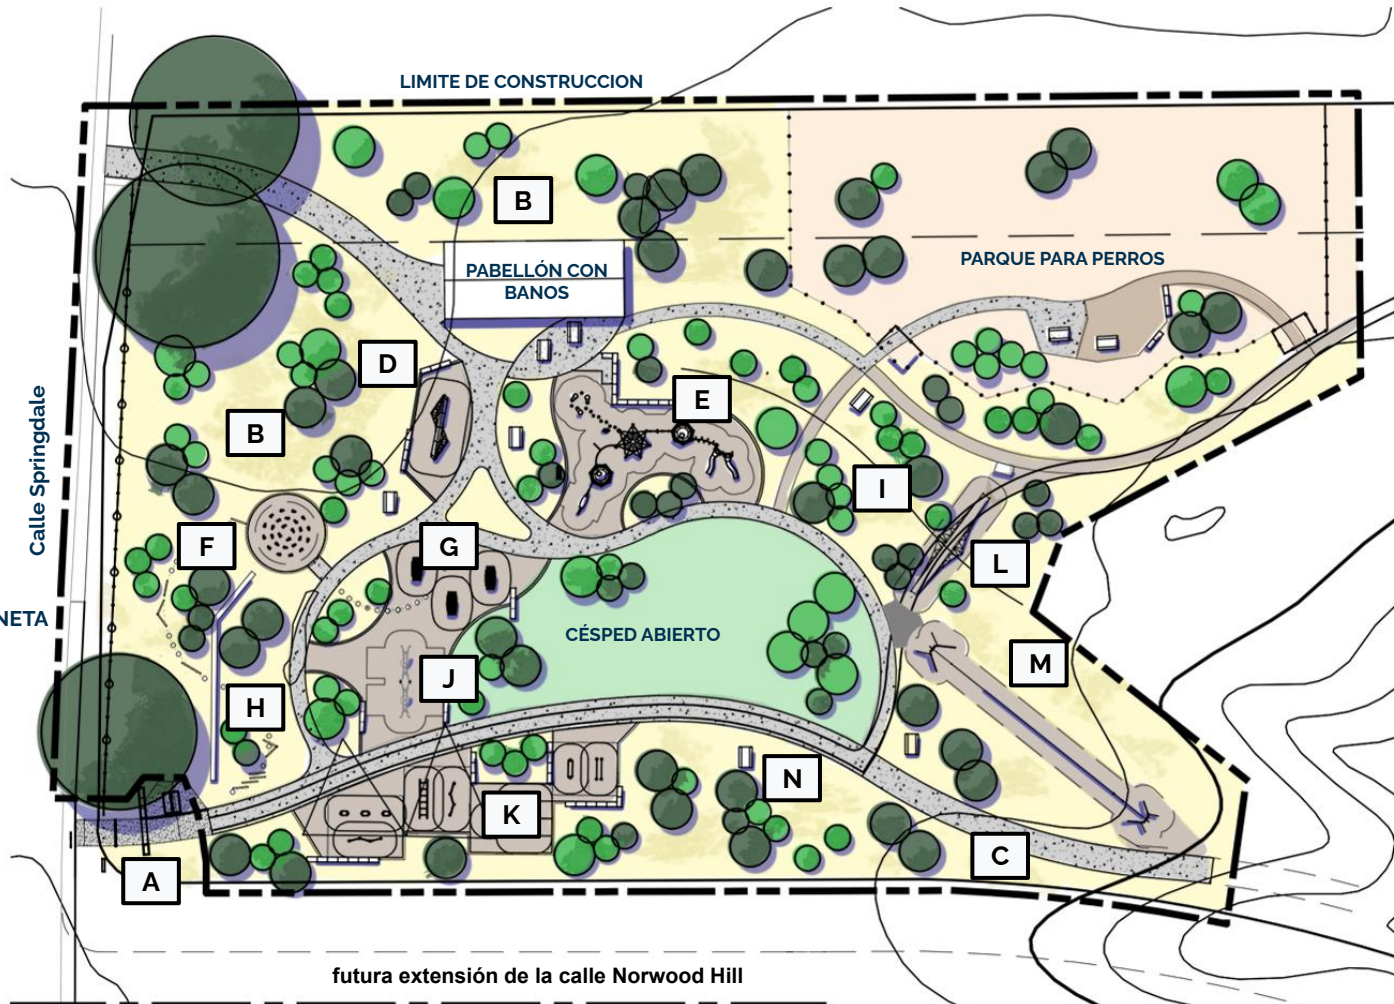 LIMITE DE CONSTRUCCION
B
PABELLÓN CON
BANOS
PARQUE PARA PERROS
D
E
B
Calle Springdale
I
F
G
L
NETA
CÉSPED ABIERTO
M
J
H
N
K
C
A
futura extensión de la calle Norwood Hill